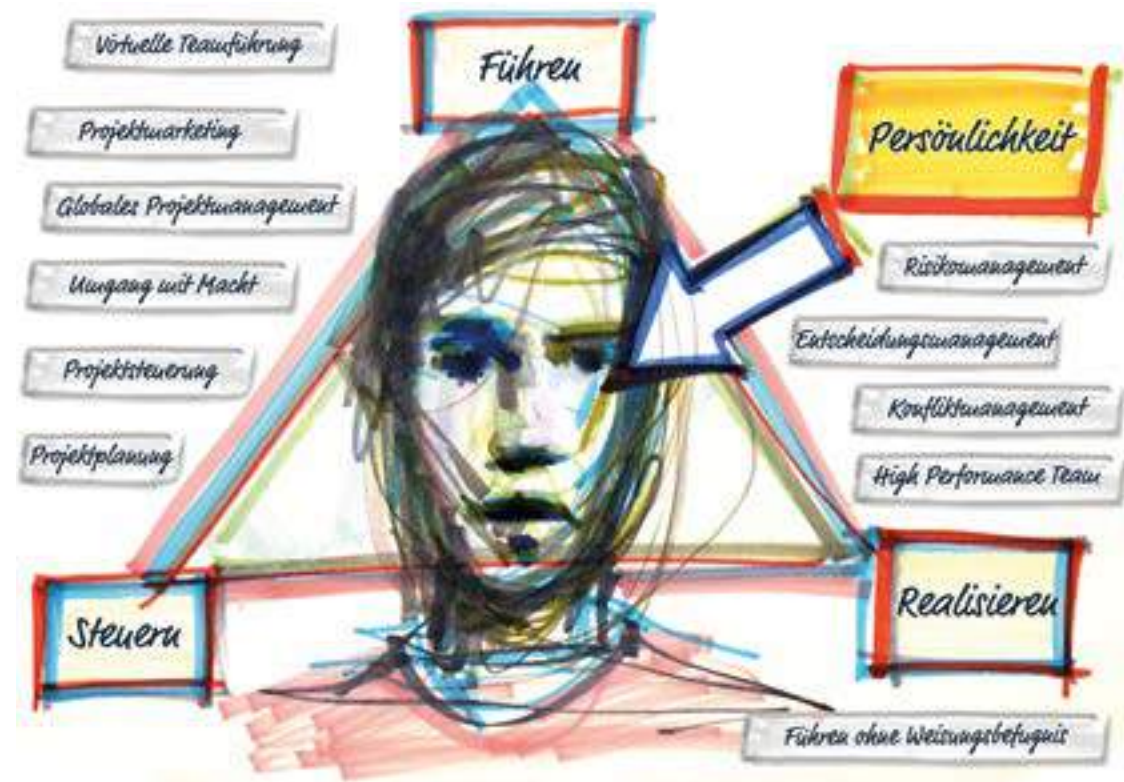 Virtuelle Teamführung
Führen
Projektmarketing
Persönlichkeit
Globales Projektmanagement
Umgang mit Macht
Risikomanagement
Entscheidungsmanagement
Projektsteuerung
Konfliktmanagement
Projektplanung
High Performance Team
Steuern
Realisieren
Führen ohne Weisungsbefugnis